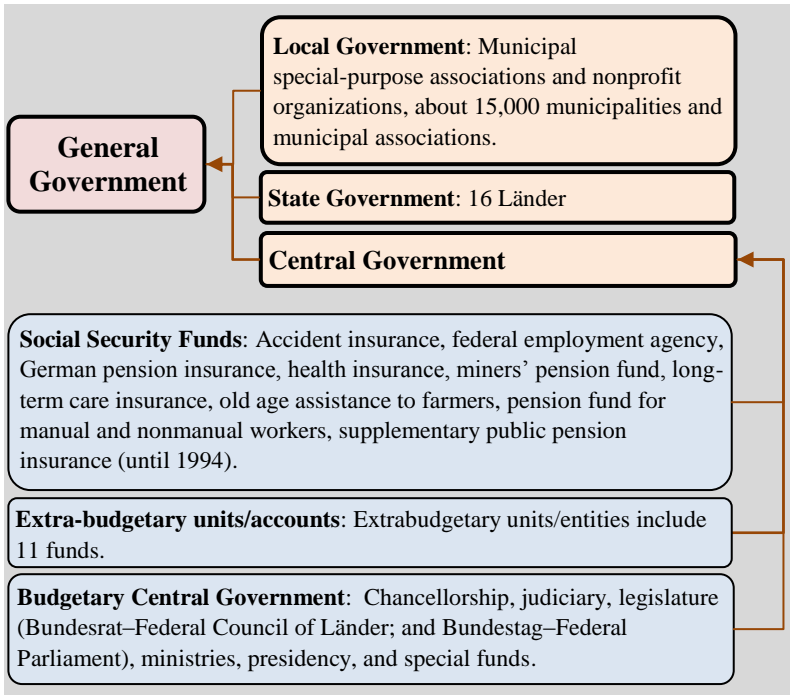 General
Government
Local Government: Municipal
special-purpose associations and nonprofit
organizations, about 15,000 municipalities and
municipal associations.
State Government: 16 Länder
Central Government
Social Security Funds: Accident insurance, federal employment agency,
German pension insurance, health insurance, miners’ pension fund, long-
term care insurance, old age assistance to farmers, pension fund for
manual and nonmanual workers, supplementary public pension
insurance (until 1994).
Extra-budgetary units/accounts: Extrabudgetary units/entities include
11 funds.
Budgetary Central Government: Chancellorship, judiciary, legislature
(Bundesrat–Federal Council of Länder; and Bundestag–Federal
Parliament), ministries, presidency, and special funds.